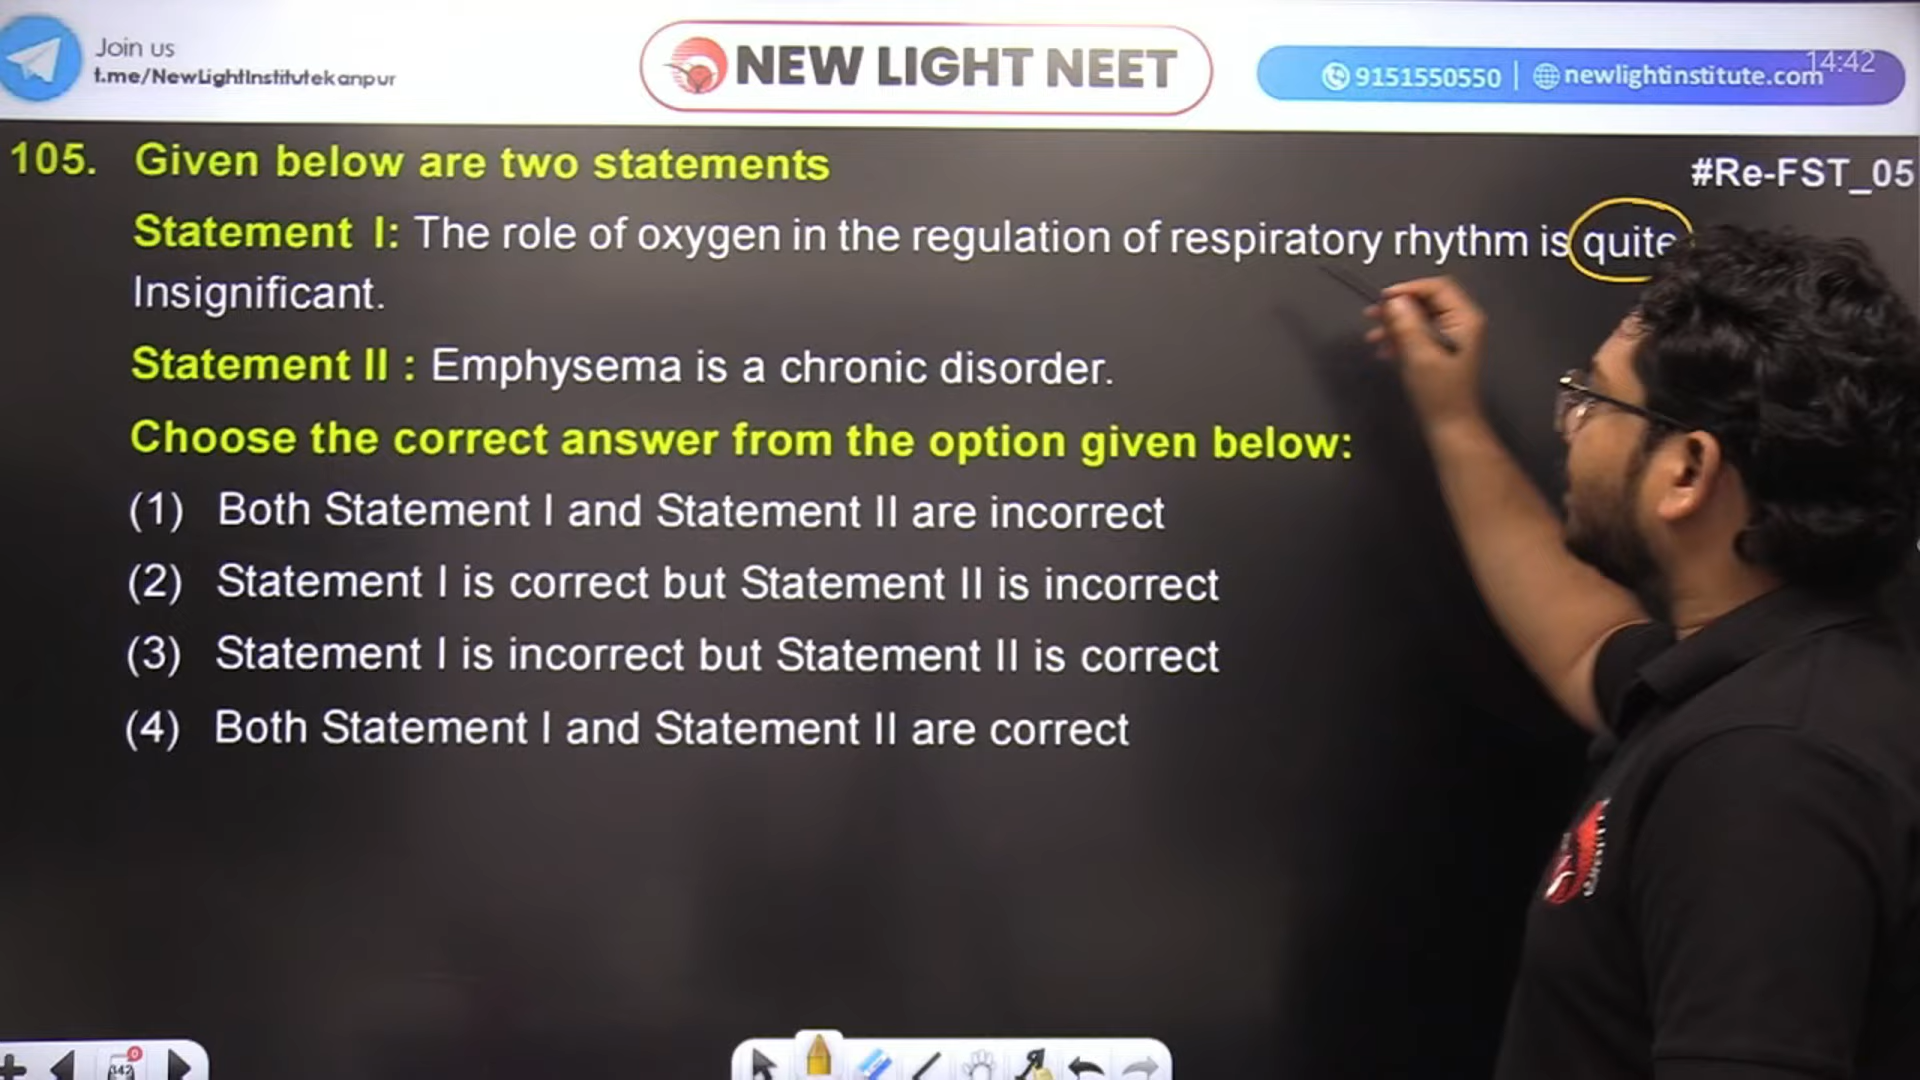 Join us
t.me/NewLightInstitutekanpur
NEW LIGHT NEET
9151550550 | newlightinstitute.com
14:42
105. Given below are two statements
#Re-FST_05
Statement I: The role of oxygen in the regulation of respiratory rhythm is quite
Insignificant.
Statement II : Emphysema is a chronic disorder.
Choose the correct answer from the option given below:
(1) Both Statement I and Statement II are incorrect
(2) Statement I is correct but Statement II is incorrect
(3) Statement I is incorrect but Statement II is correct
(4) Both Statement I and Statement II are correct
0
342